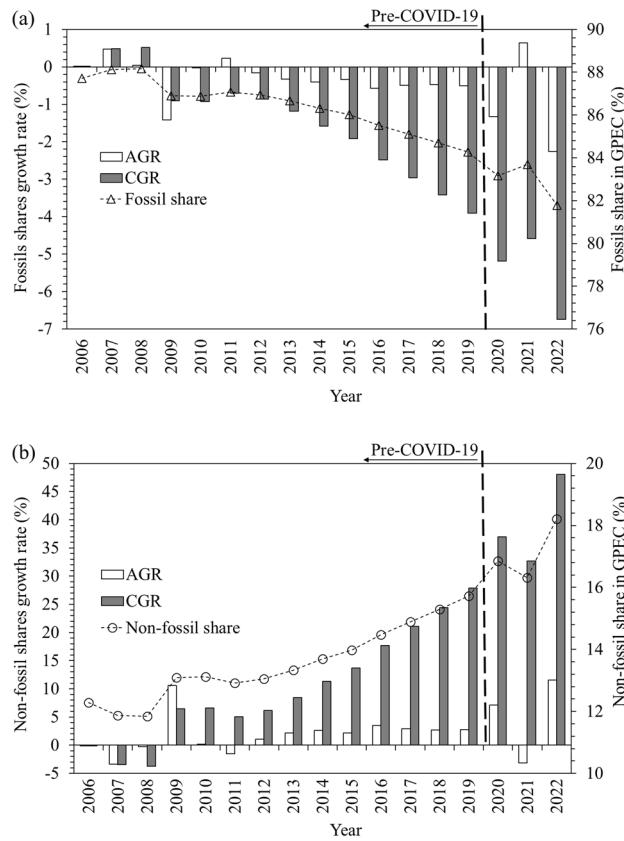 (a)
Pre-COVID-19
1
0
-1
-2
-3
-4
-5
-6
-7
Fossils shares growth rate (%)
AGR
CGR
Fossil share
90
88
86
84
82
80
78
76
Fossils share in GPEC (%)
2006 2007 2008 2009 2010 2011 2012 2013 2014 2015 2016 2017 2018 2019 2020 2021 2022
Year
(b)
Pre-COVID-19
50
45
40
35
30
25
20
15
10
5
0
-5
Non-fossil shares growth rate (%)
AGR
CGR
Non-fossil share
20
18
16
14
12
10
Non-fossil share in GPEC (%)
2006 2007 2008 2009 2010 2011 2012 2013 2014 2015 2016 2017 2018 2019 2020 2021 2022
Year